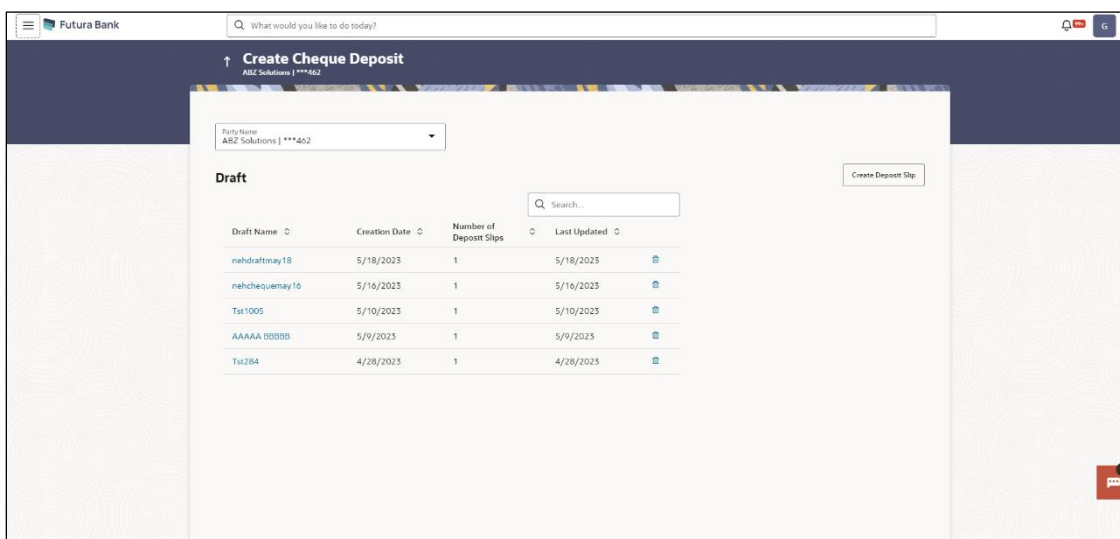 Futura Bank
What would you like to do today?
99+
G
Create Cheque Deposit
ABZ Solutions | ***462
Party Name
ABZ Solutions | ***462
Draft
Create Deposit Slip
Search...
Draft Name Creation Date Number of Deposit Slips Last Updated
nehdraftmay18 5/18/2023 1 5/18/2023
nehchequemay16 5/16/2023 1 5/16/2023
Tst1005 5/10/2023 1 5/10/2023
AAAAA BBBBB 5/9/2023 1 5/9/2023
Tst284 4/28/2023 1 4/28/2023